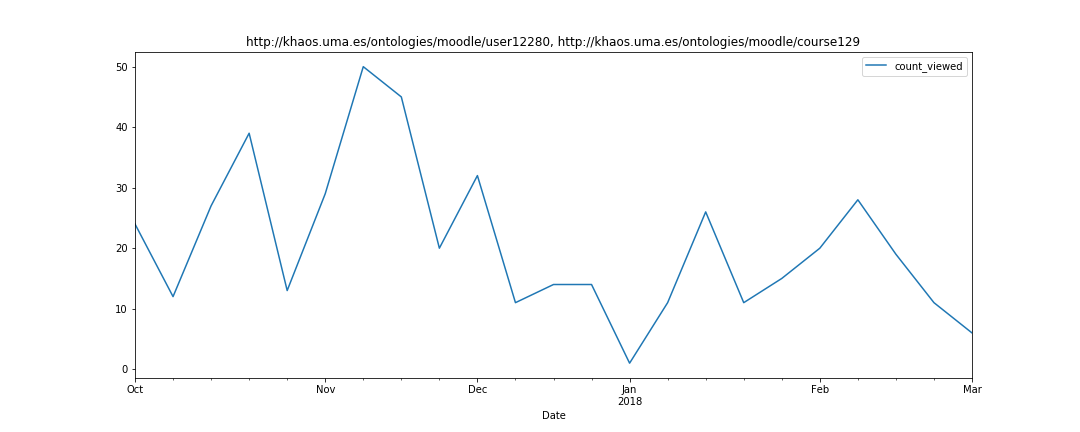 http://khaos.uma.es/ontologies/moodle/user12280, http://khaos.uma.es/ontologies/moodle/course129
count_viewed
50
40
30
20
10
0
Oct
Nov
Dec
Jan
2018
Feb
Mar
Date